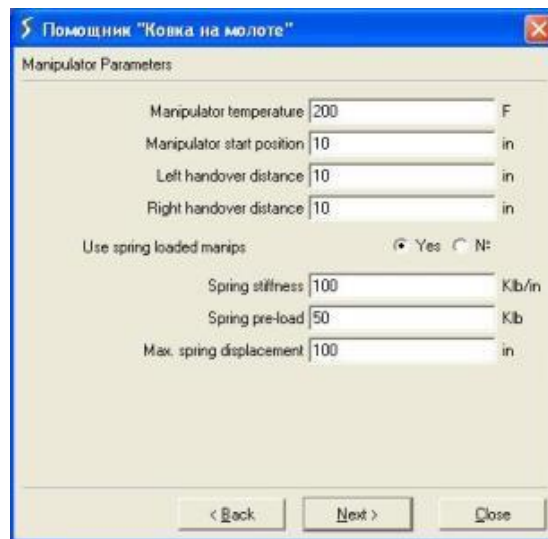 Помощник "Ковка на молоте"
Manipulator Parameters
Manipulator temperature 200 F
Manipulator start position 10 in
Left handover distance 10 in
Right handover distance 10 in
Use spring loaded manips Yes №
Spring stiffness 100 Klb/in
Spring pre-load 50 Klb
Max. spring displacement 100 in
< Back Next > Close